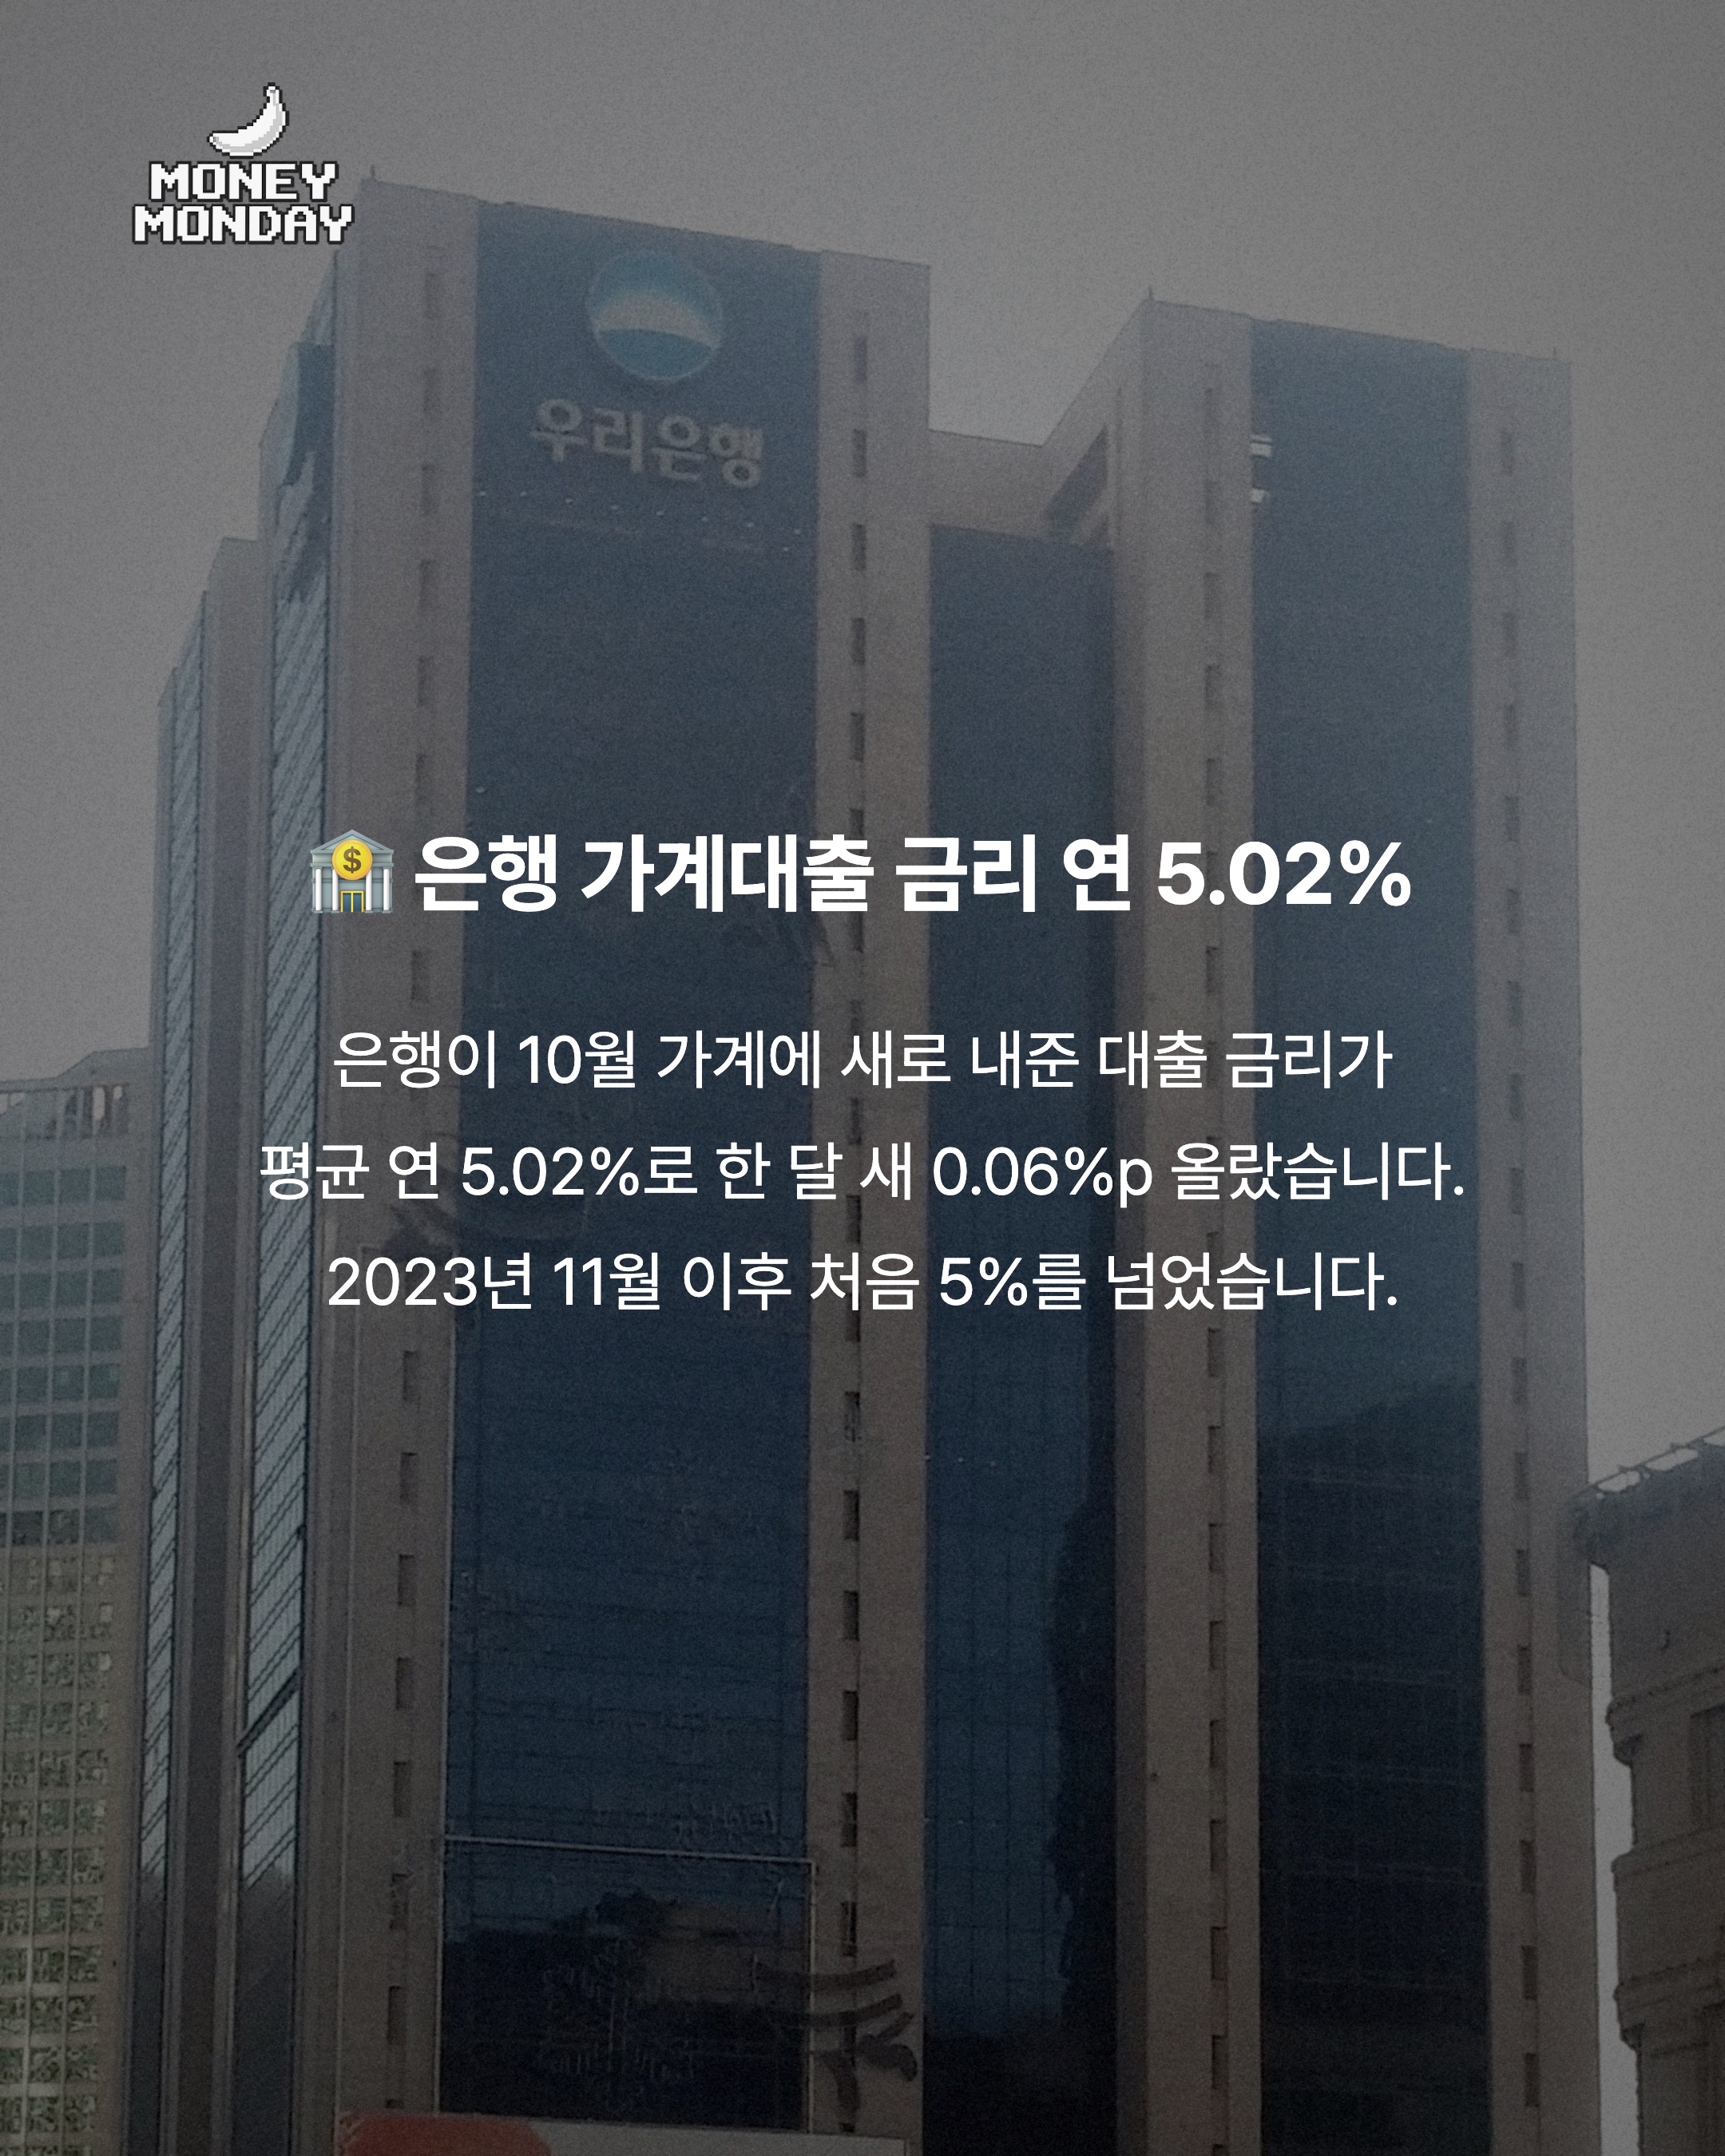 MONEY
MONDAY
우리은행
🏦 은행 가계대출 금리 연 5.02%
은행이 10월 가계에 새로 내준 대출 금리가
평균 연 5.02%로 한 달 새 0.06%p 올랐습니다.
2023년 11월 이후 처음 5%를 넘었습니다.